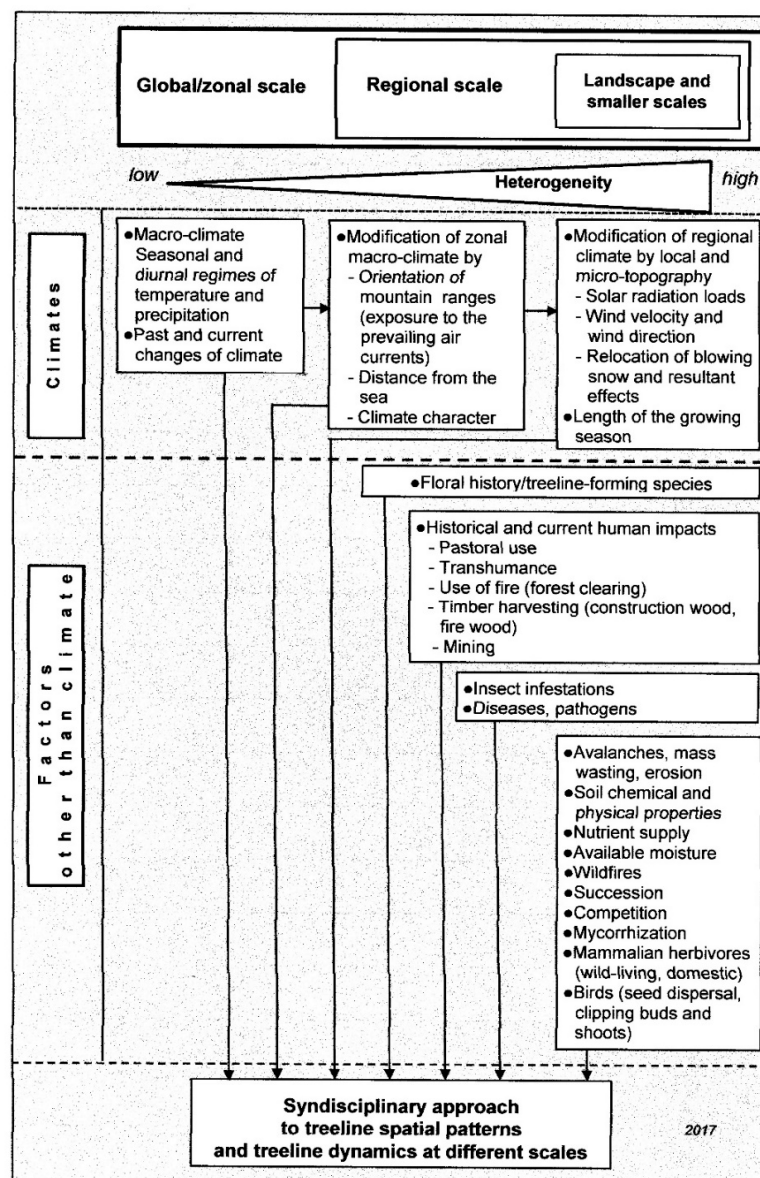 Global/zonal scale
Regional scale
Landscape and
smaller scales
low
Heterogeneity
high
Climates
●Macro-climate
Seasonal and
diurnal regimes of
temperature and
precipitation
●Past and current
changes of climate
●Modification of zonal
macro-climate by
- Orientation of
mountain ranges
(exposure to the
prevailing air
currents)
- Distance from the
sea
- Climate character
●Modification of regional
climate by local and
micro-topography
- Solar radiation loads
- Wind velocity and
wind direction
- Relocation of blowing
snow and resultant
effects
●Length of the growing
season
Factors
other than climate
●Floral history/treeline-forming species
●Historical and current human impacts
- Pastoral use
- Transhumance
- Use of fire (forest clearing)
- Timber harvesting (construction wood,
fire wood)
- Mining
●Insect infestations
●Diseases, pathogens
●Avalanches, mass
wasting, erosion
●Soil chemical and
physical properties
●Nutrient supply
●Available moisture
●Wildfires
●Succession
●Competition
●Mycorrhization
●Mammalian herbivores
(wild-living, domestic)
●Birds (seed dispersal,
clipping buds and
shoots)
Syndisciplinary approach
to treeline spatial patterns
and treeline dynamics at different scales
2017